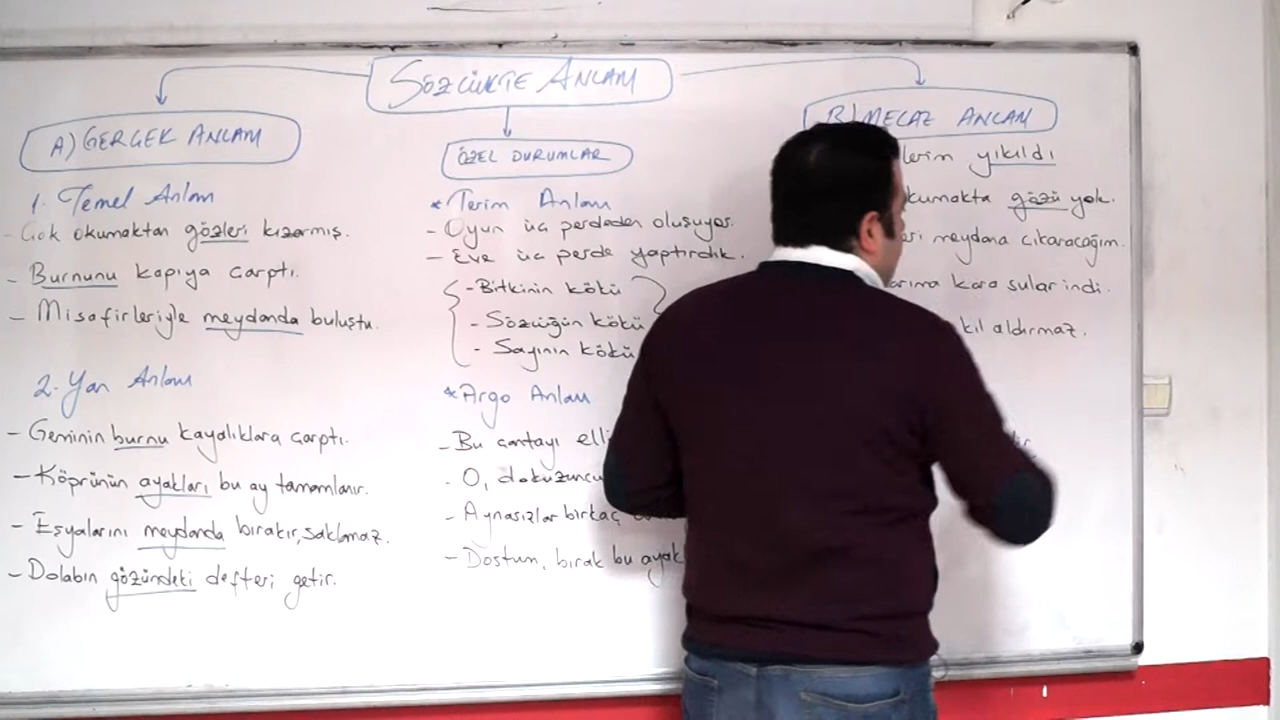 SÖZCÜKTE ANLAM
A) GERÇEK ANLAM
1. Temel Anlam
- Çok okumaktan gözleri kızarmış.
- Burnunu kapıya çarptı.
- Misafirleriyle meydanda buluştu.
2. Yan Anlam
- Geminin burnu kayalıklara çarptı.
- Köprünün ayakları bu ay tamamlanır.
- Eşyalarını meydanda bırakır, saklamaz.
- Dolabın gözündeki defteri getir.
ÖZEL DURUMLAR
* Terim Anlam
- Oyun üç perdeden oluşuyor.
- Eve üç perde yaptırdık.
- Bitkinin kökü
- Sözcüğün kökü
- Sayının kökü
* Argo Anlam
- Bu çantayı elli
- O, dokuzuncu
- Aynasızlar birkaç
- Dostum, bırak bu ayak
B) MECAZ ANLAM
lerim yıkıldı
kumakta gözü yok.
meydana çıkaracağım.
arıma kara sular indi.
kıl aldırmaz.